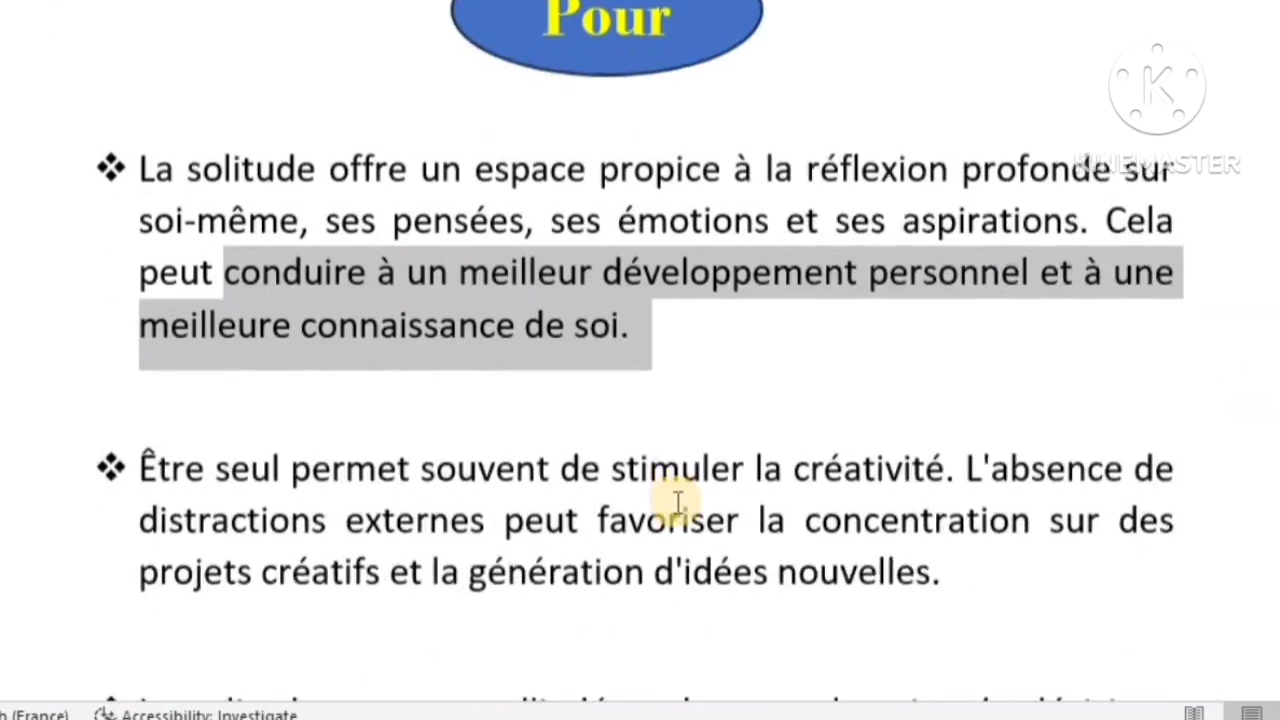 Pour
KINEMASTER
❖ La solitude offre un espace propice à la réflexion profonde sur
soi-même, ses pensées, ses émotions et ses aspirations. Cela
peut conduire à un meilleur développement personnel et à une
meilleure connaissance de soi.
❖ Être seul permet souvent de stimuler la créativité. L'absence de
distractions externes peut favoriser la concentration sur des
projets créatifs et la génération d'idées nouvelles.
(France) Accessibility: Investigate